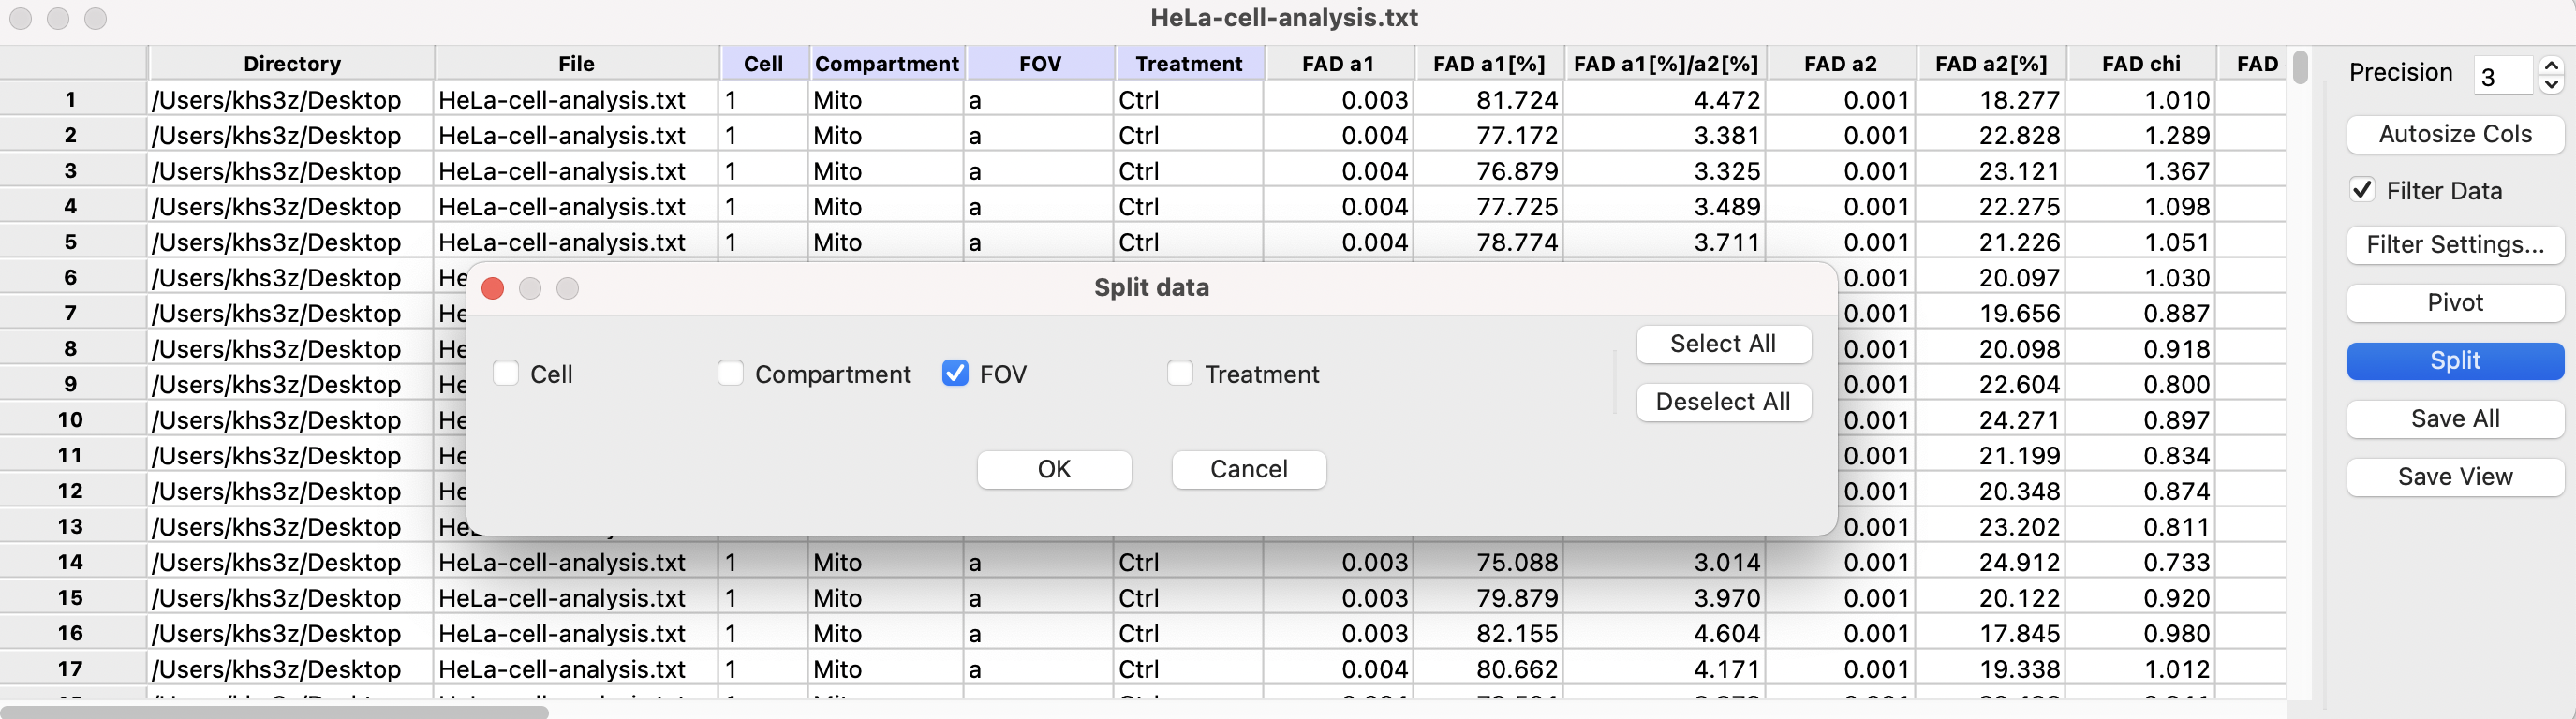 HeLa-cell-analysis.txt
Directory File Cell Compartment FOV Treatment FAD a1 FAD a1[%] FAD a1[%]/a2[%] FAD a2 FAD a2[%] FAD chi FAD
1 /Users/khs3z/Desktop HeLa-cell-analysis.txt 1 Mito a Ctrl 0.003 81.724 4.472 0.001 18.277 1.010
2 /Users/khs3z/Desktop HeLa-cell-analysis.txt 1 Mito a Ctrl 0.004 77.172 3.381 0.001 22.828 1.289
3 /Users/khs3z/Desktop HeLa-cell-analysis.txt 1 Mito a Ctrl 0.004 76.879 3.325 0.001 23.121 1.367
4 /Users/khs3z/Desktop HeLa-cell-analysis.txt 1 Mito a Ctrl 0.004 77.725 3.489 0.001 22.275 1.098
5 /Users/khs3z/Desktop HeLa-cell-analysis.txt 1 Mito a Ctrl 0.004 78.774 3.711 0.001 21.226 1.051
6 /Users/khs3z/Desktop He 0.001 20.097 1.030
7 /Users/khs3z/Desktop He 0.001 19.656 0.887
8 /Users/khs3z/Desktop He 0.001 20.098 0.918
9 /Users/khs3z/Desktop He 0.001 22.604 0.800
10 /Users/khs3z/Desktop He 0.001 24.271 0.897
11 /Users/khs3z/Desktop He 0.001 21.199 0.834
12 /Users/khs3z/Desktop He 0.001 20.348 0.874
13 /Users/khs3z/Desktop He 0.001 23.202 0.811
14 /Users/khs3z/Desktop HeLa-cell-analysis.txt 1 Mito a Ctrl 0.003 75.088 3.014 0.001 24.912 0.733
15 /Users/khs3z/Desktop HeLa-cell-analysis.txt 1 Mito a Ctrl 0.003 79.879 3.970 0.001 20.122 0.920
16 /Users/khs3z/Desktop HeLa-cell-analysis.txt 1 Mito a Ctrl 0.003 82.155 4.604 0.001 17.845 0.980
17 /Users/khs3z/Desktop HeLa-cell-analysis.txt 1 Mito a Ctrl 0.004 80.662 4.171 0.001 19.338 1.012
Split data
Cell Compartment FOV Treatment
Select All
Deselect All
OK Cancel
Precision 3
Autosize Cols
Filter Data
Filter Settings...
Pivot
Split
Save All
Save View